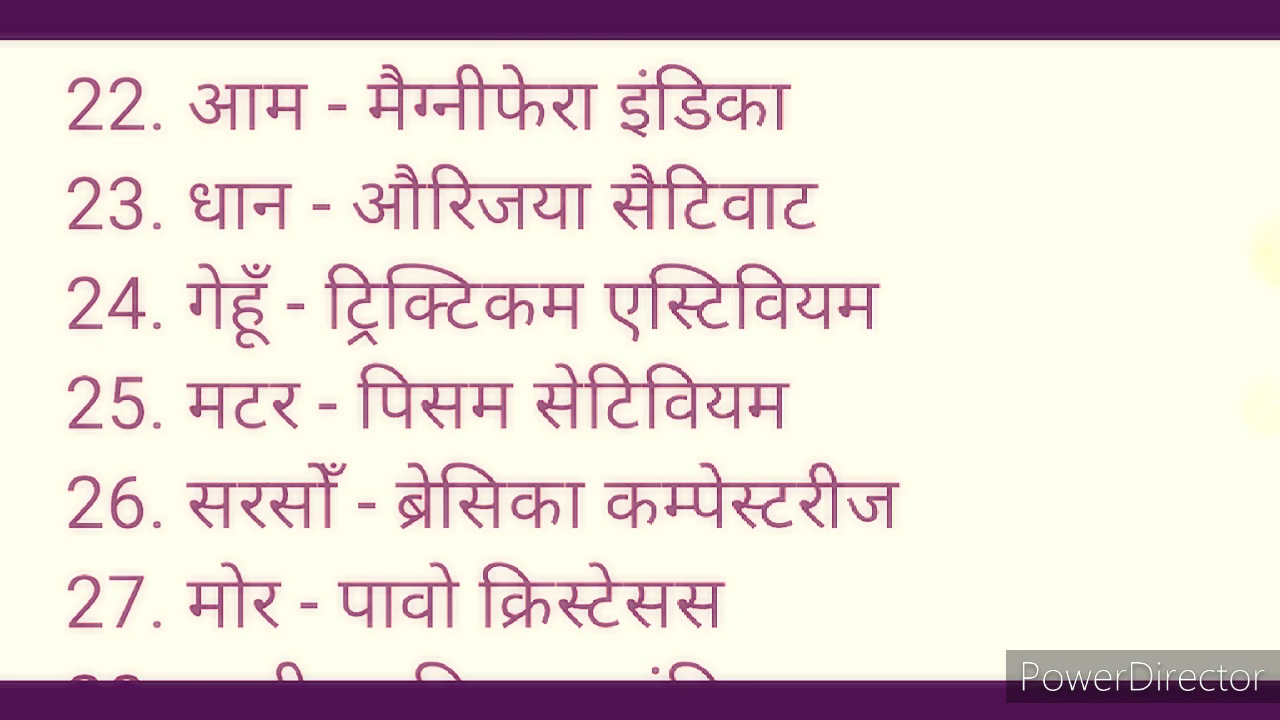 22. आम - मैग्नीफेरा इंडिका
23. धान - औरिजया सैटिवाट
24. गेहूँ - ट्रिक्टिकम एस्टिवियम
25. मटर - पिसम सेटिवियम
26. सरसोँ - ब्रेसिका कम्पेस्टरीज
27. मोर - पावो क्रिस्टेसस
PowerDirector